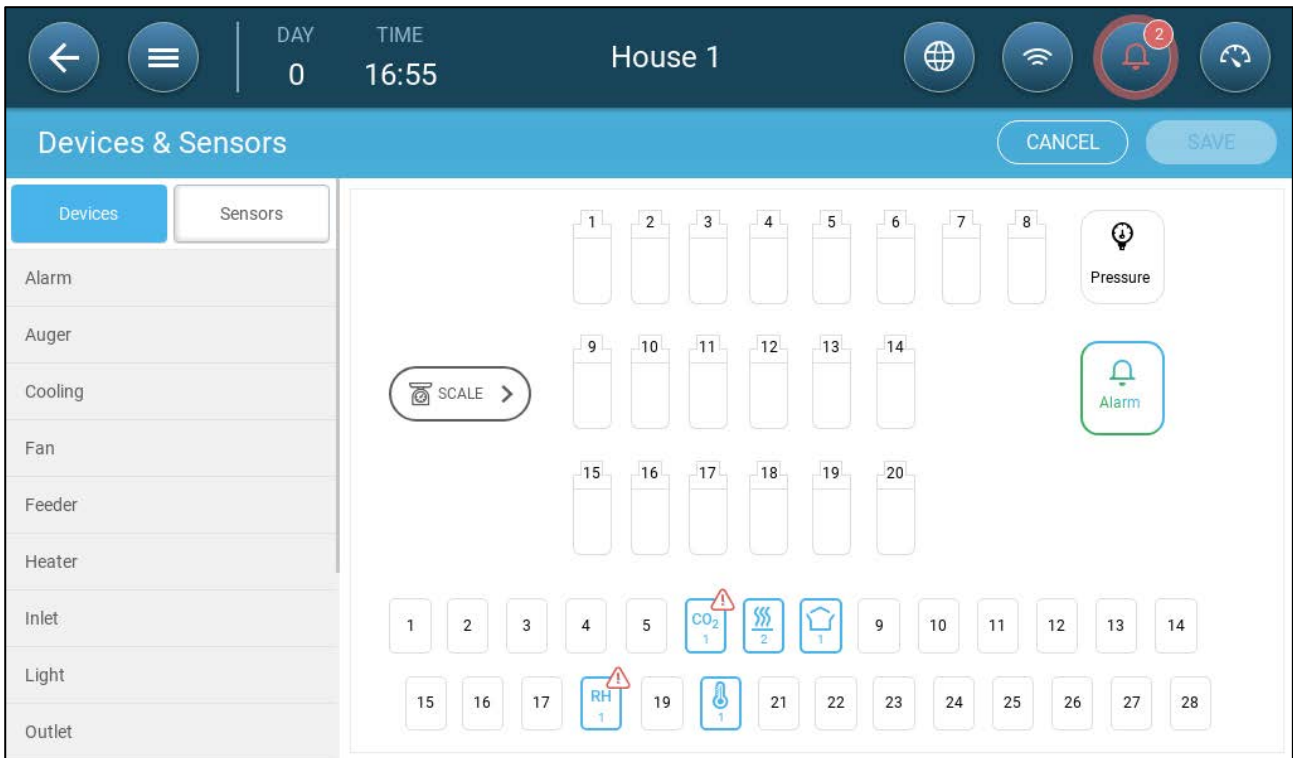 DAY TIME 2
0 16:55 House 1
Devices & Sensors CANCEL SAVE
Devices Sensors
Alarm
Auger
Cooling
Fan
Feeder
Heater
Inlet
Light
Outlet
1 2 3 4 5 6 7 8
Pressure
9 10 11 12 13 14
SCALE
Alarm
15 16 17 18 19 20
1 2 3 4 5 CO2 1 2 1 9 10 11 12 13 14
15 16 17 RH 1 19 1 21 22 23 24 25 26 27 28